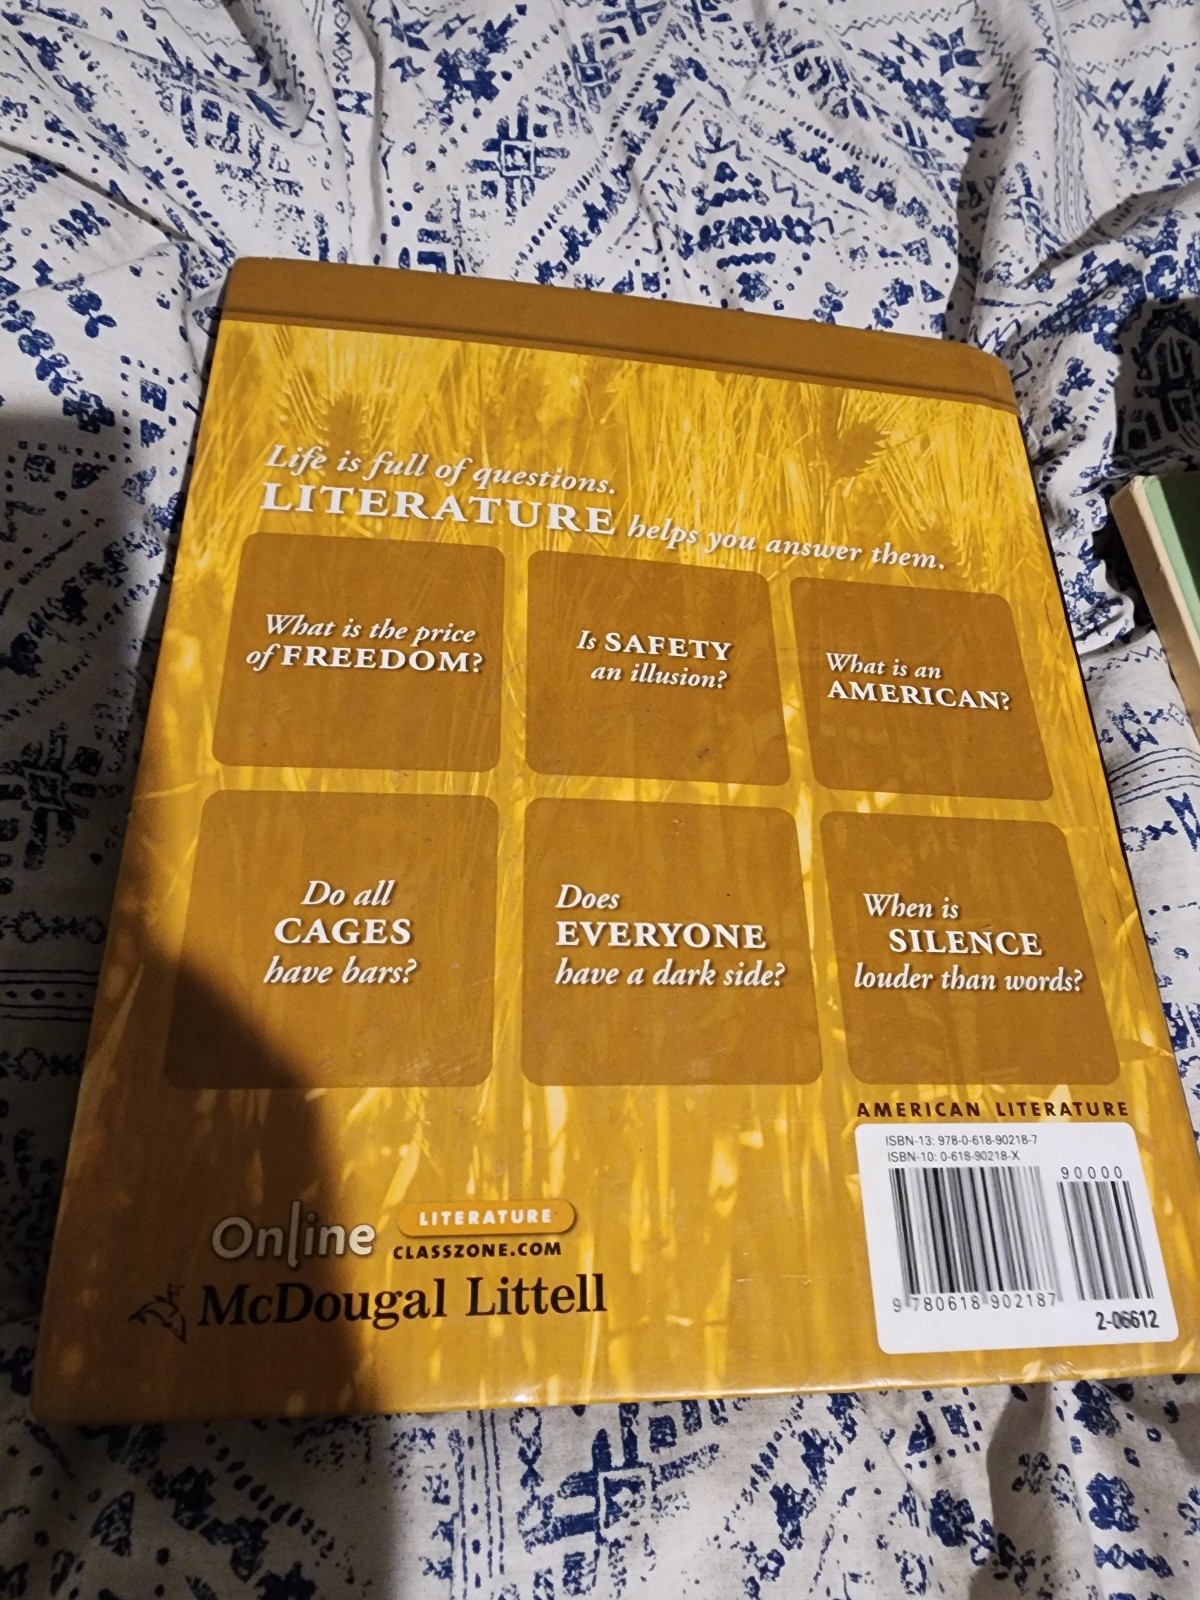 Life is full of questions.
LITERATURE helps you answer them.
What is the price
of FREEDOM?
Is SAFETY
an illusion?
What is an
AMERICAN?
Do all
CAGES
have bars?
Does
EVERYONE
have a dark side?
When is
SILENCE
louder than words?
AMERICAN LITERATURE
ISBN-13: 978-0-618-90218-7
ISBN-10: 0-618-90218-X
90000
9 780618 902187
2-06612
Online
LITERATURE
CLASSZONE.COM
McDougal Littell